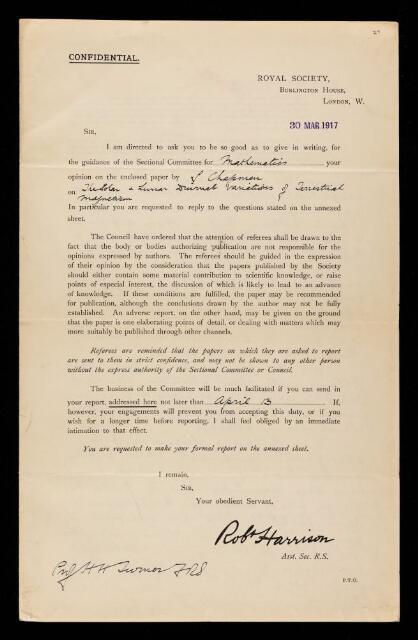 CONFIDENTIAL.
ROYAL SOCIETY,
BURLINGTON HOUSE,
LONDON, W.
30 MAR 1917
SIR,
I am directed to ask you to be so good as to give in writing, for
the guidance of the Sectional Committee for Mathematics your
opinion on the enclosed paper by S Chapman
on The Solar & Lunar Diurnal Variations of Terrestrial
Magnetism
In particular you are requested to reply to the questions stated on the annexed
sheet.
The Council have ordered that the attention of referees shall be drawn to the
fact that the body or bodies authorizing publication are not responsible for the
opinions expressed by authors. The referees should be guided in the expression
of their opinion by the consideration that the papers published by the Society
should either contain some material contribution to scientific knowledge, or raise
points of especial interest, the discussion of which is likely to lead to an advance
of knowledge. If these conditions are fulfilled, the paper may be recommended
for publication, although the conclusions drawn by the author may not be fully
established. An adverse report, on the other hand, may be given on the ground
that the paper is one elaborating points of detail, or dealing with matters which may
more suitably be published through other channels.
Referees are reminded that the papers on which they are asked to report
are sent to them in strict confidence, and may not be shown to any other person
without the express authority of the Sectional Committee or Council.
The business of the Committee will be much facilitated if you can send in
your report, addressed here not later than April 13 If,
however, your engagements will prevent you from accepting this duty, or if you
wish for a longer time before reporting, I shall feel obliged by an immediate
intimation to that effect.
You are requested to make your formal report on the annexed sheet.
I remain,
SIR,
Your obedient Servant,
Robt Harrison
Asst. Sec. R.S.
Prof H H Turner FRS
P.T.O.